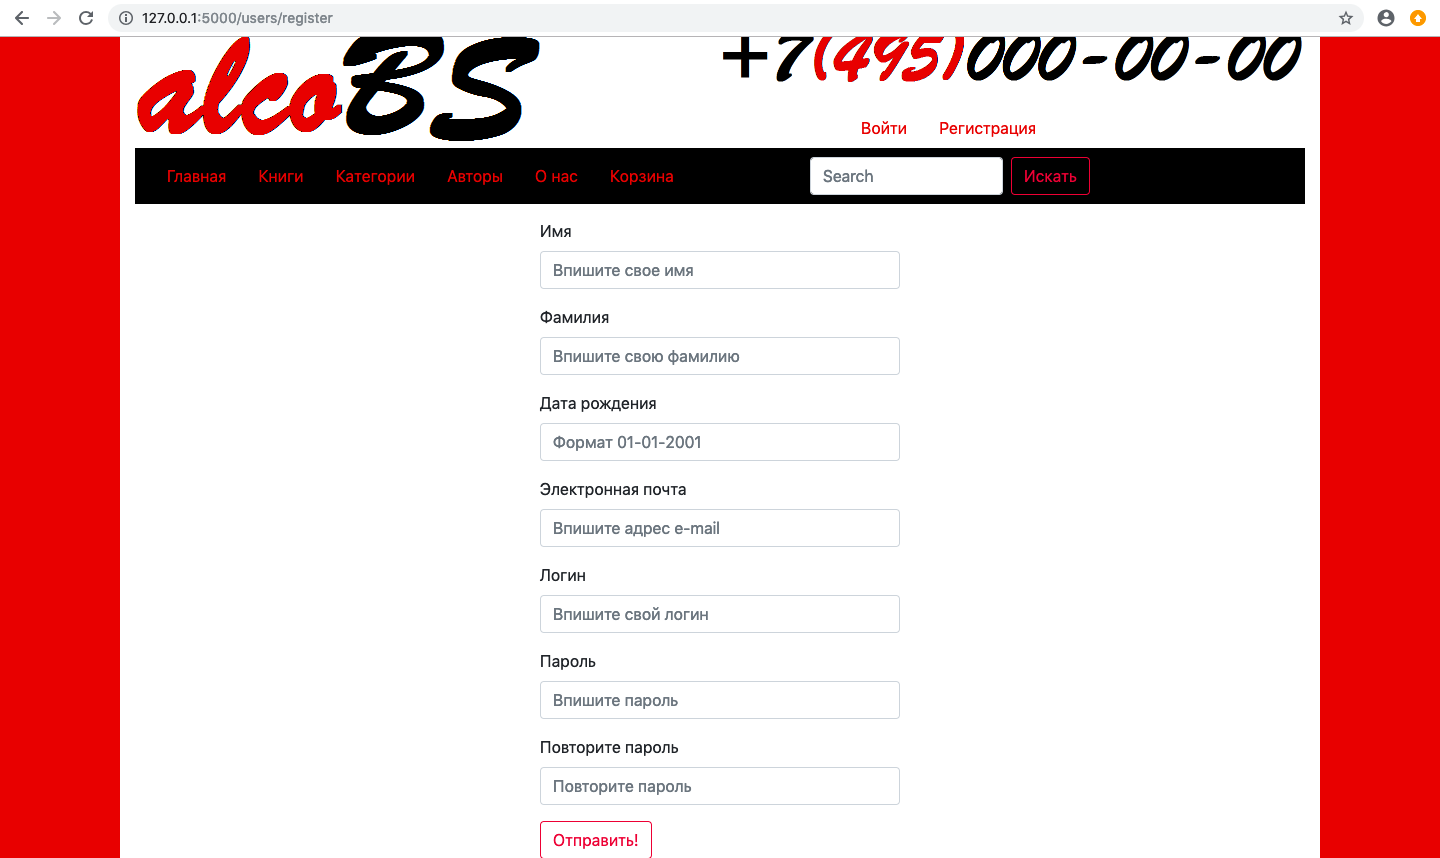 127.0.0.1:5000/users/register
alcoBS
+7(495)000-00-00
Войти Регистрация
Главная Книги Категории Авторы О нас Корзина Search Искать
Имя
Впишите свое имя
Фамилия
Впишите свою фамилию
Дата рождения
Формат 01-01-2001
Электронная почта
Впишите адрес e-mail
Логин
Впишите свой логин
Пароль
Впишите пароль
Повторите пароль
Повторите пароль
Отправить!